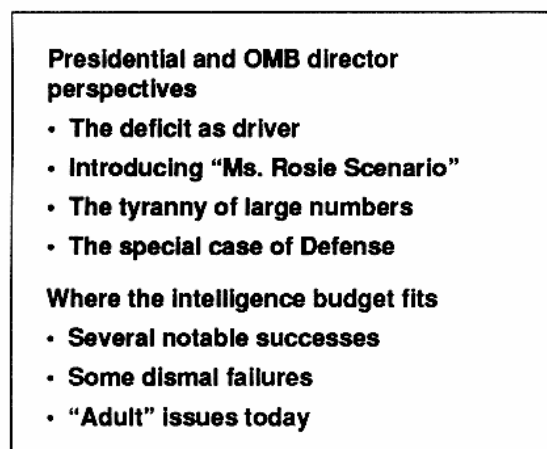 Presidential and OMB director
perspectives
• The deficit as driver
• Introducing “Ms. Rosie Scenario”
• The tyranny of large numbers
• The special case of Defense
Where the intelligence budget fits
• Several notable successes
• Some dismal failures
• “Adult” issues today